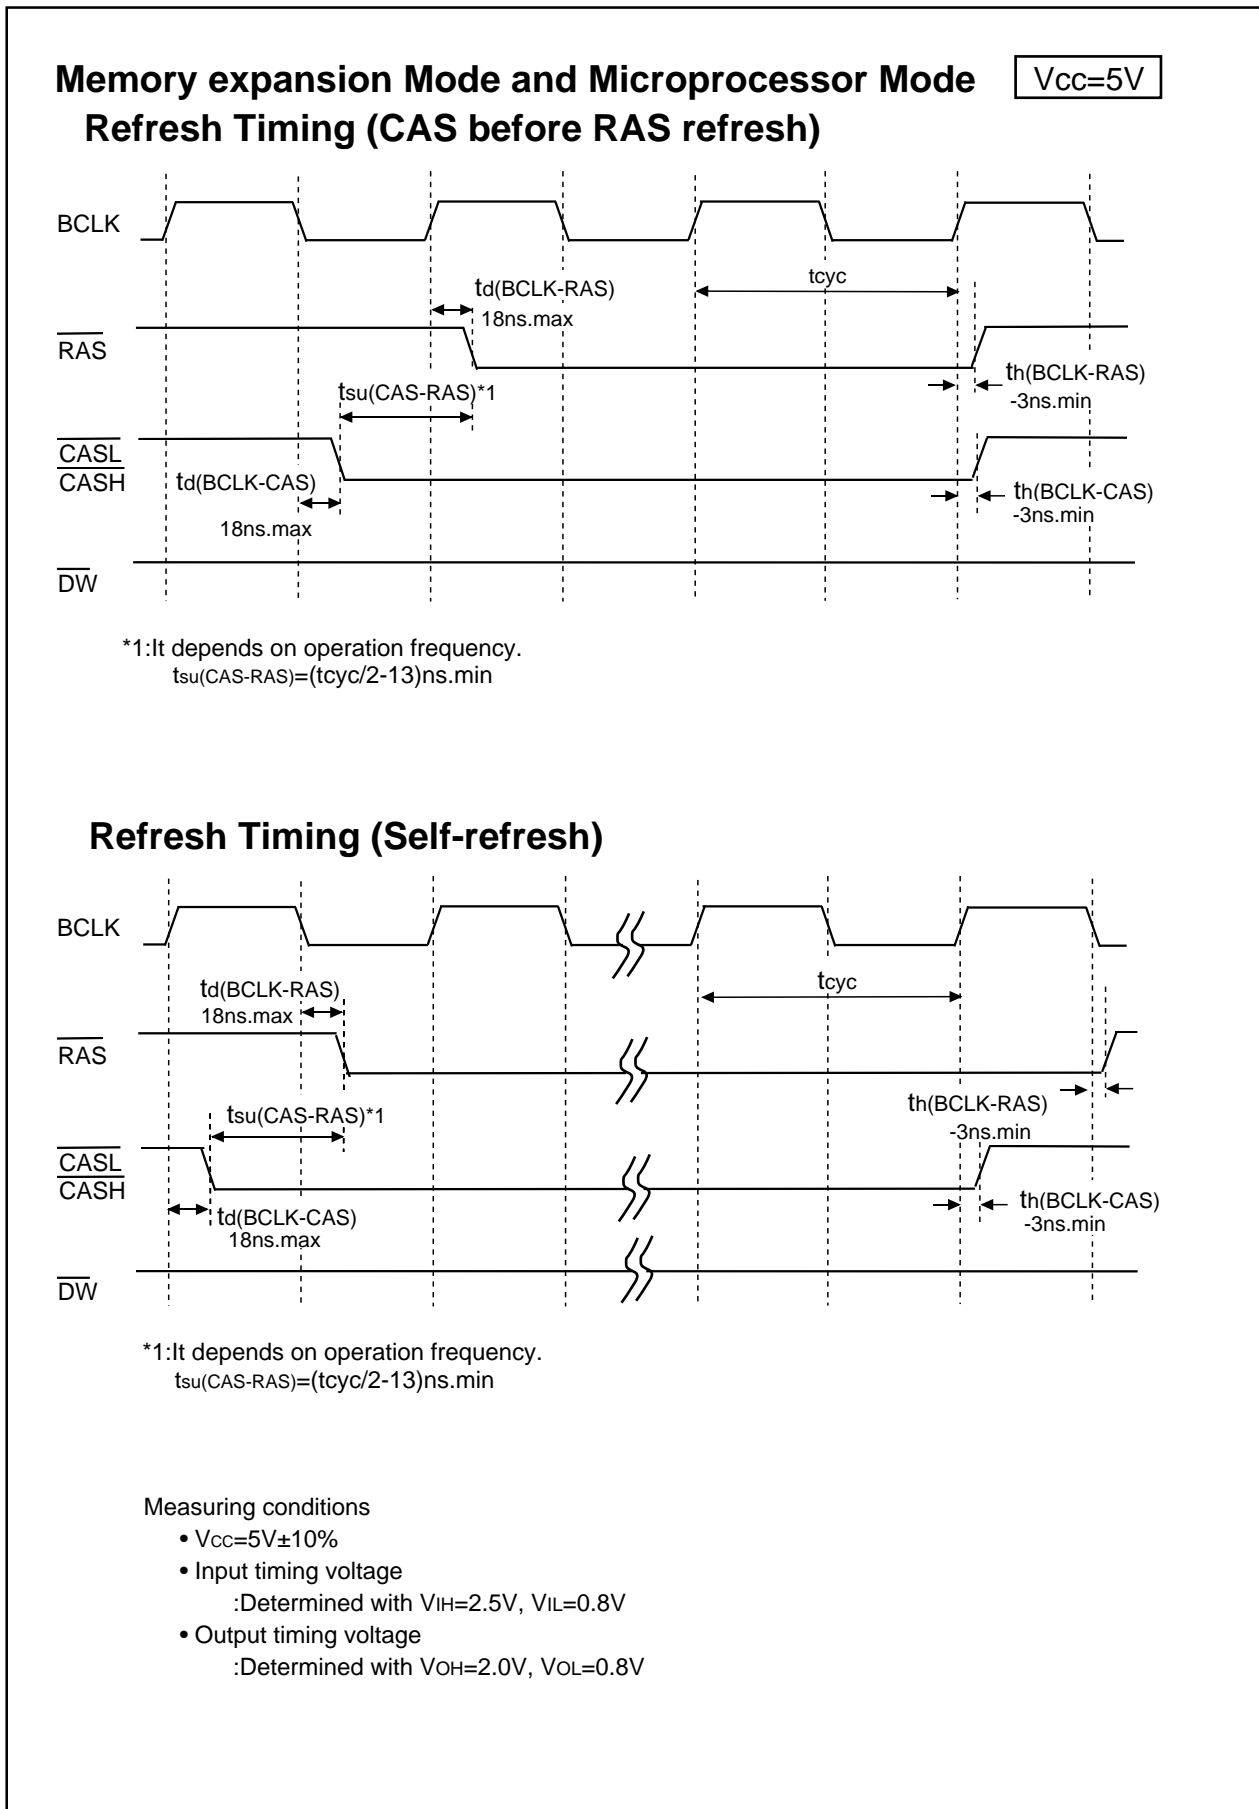 Memory expansion Mode and Microprocessor Mode
Vcc=5V
Refresh Timing (CAS before RAS refresh)
BCLK
td(BCLK-RAS)
18ns.max
tcyc
RAS
th(BCLK-RAS)
-3ns.min
tsu(CAS-RAS)*1
CASL
CASH
td(BCLK-CAS)
18ns.max
th(BCLK-CAS)
-3ns.min
DW
*1:It depends on operation frequency.
tsu(CAS-RAS)=(tcyc/2-13)ns.min
Refresh Timing (Self-refresh)
BCLK
td(BCLK-RAS)
18ns.max
tcyc
RAS
tsu(CAS-RAS)*1
th(BCLK-RAS)
-3ns.min
CASL
CASH
td(BCLK-CAS)
18ns.max
th(BCLK-CAS)
-3ns.min
DW
*1:It depends on operation frequency.
tsu(CAS-RAS)=(tcyc/2-13)ns.min
Measuring conditions
• VCC=5V±10%
• Input timing voltage
:Determined with VIH=2.5V, VIL=0.8V
• Output timing voltage
:Determined with VOH=2.0V, VOL=0.8V